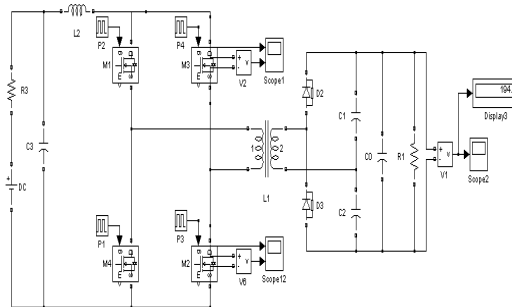 P2
P4
L2
M1
M3
V2
Scope1
R3
D2
194.
Display3
C1
C3
1
2
C0
R1
V1
Scope2
DC
L1
D3
C2
P1
P3
M4
M2
V6
Scope12